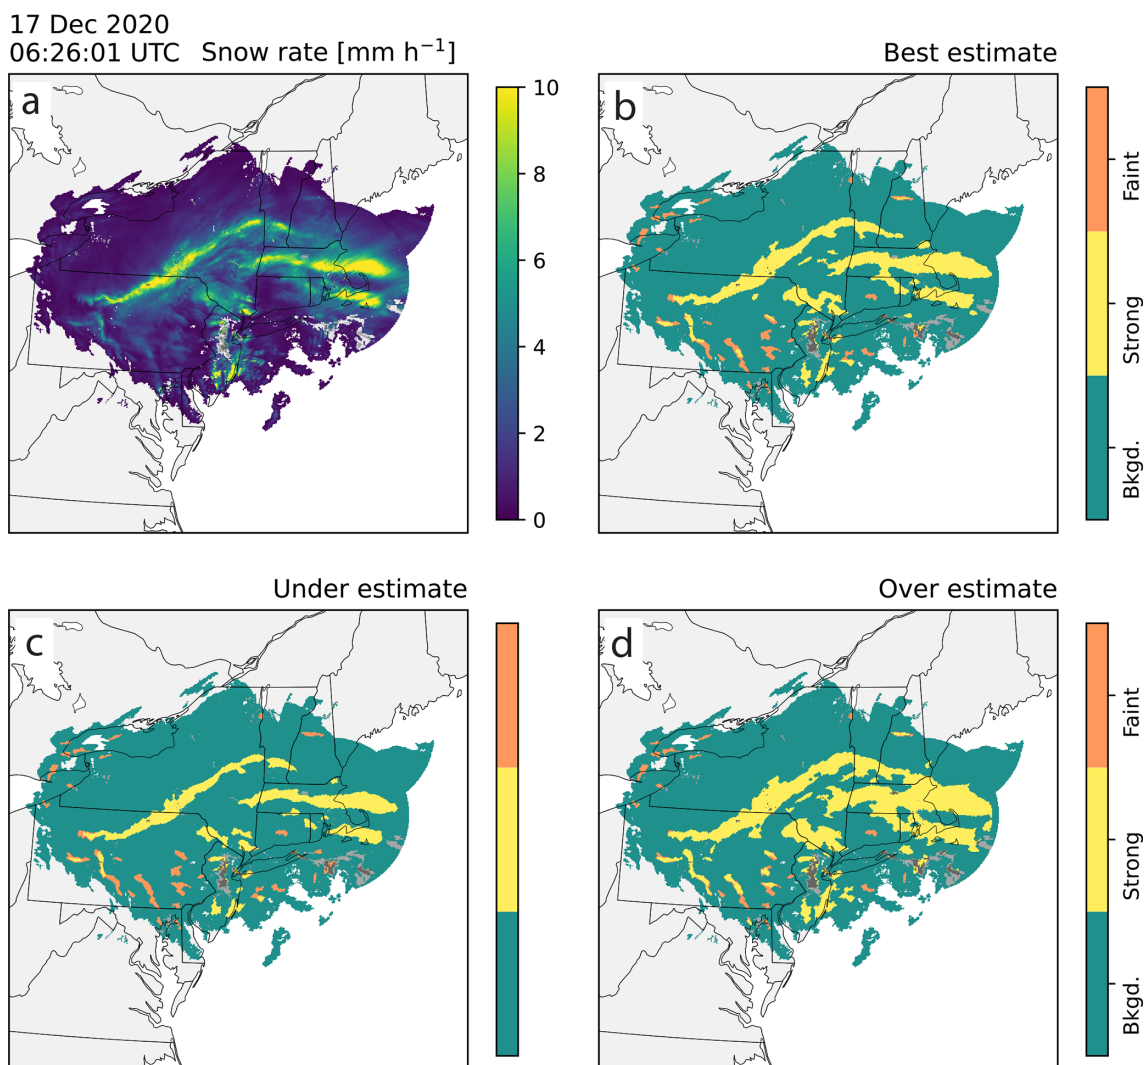 17 Dec 2020
06:26:01 UTC Snow rate [mm h⁻¹]
Best estimate
a
10
8
6
4
2
0
b
Faint
Strong
Bkgd.
Under estimate
Over estimate
c
d
Faint
Strong
Bkgd.